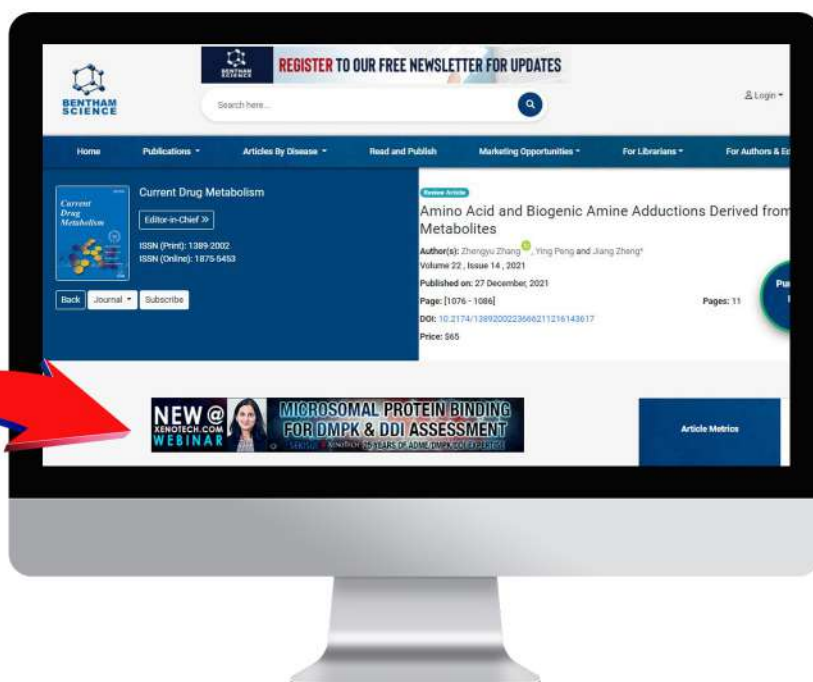 REGISTER TO OUR FREE NEWSLETTER FOR UPDATES
BENTHAM
SCIENCE
BENTHAM
SCIENCE
Search here...
Login
Home
Publications
Articles By Disease
Read and Publish
Marketing Opportunities
For Librarians
For Authors & Ed
Current
Drug
Metabolism
Current Drug Metabolism
Editor-in-Chief »
ISSN (Print): 1389-2002
ISSN (Online): 1875-5453
Back
Journal
Subscribe
Review Article
Amino Acid and Biogenic Amine Adductions Derived from
Metabolites
Author(s): Zhengyu Zhang, Ying Peng and Jiang Zheng*
Volume 22 , Issue 14 , 2021
Published on: 27 December, 2021
Page: [1076 - 1086]
Pages: 11
DOI: 10.2174/1389200223666211216143617
Price: $65
Pu
NEW @
XENOTECH.COM
WEBINAR
MICROSOMAL PROTEIN BINDING
FOR DMPK & DDI ASSESSMENT
SEKISUI XENOTECH 25 YEARS OF ADME/DMPK/DDI EXPERTISE
Article Metrics